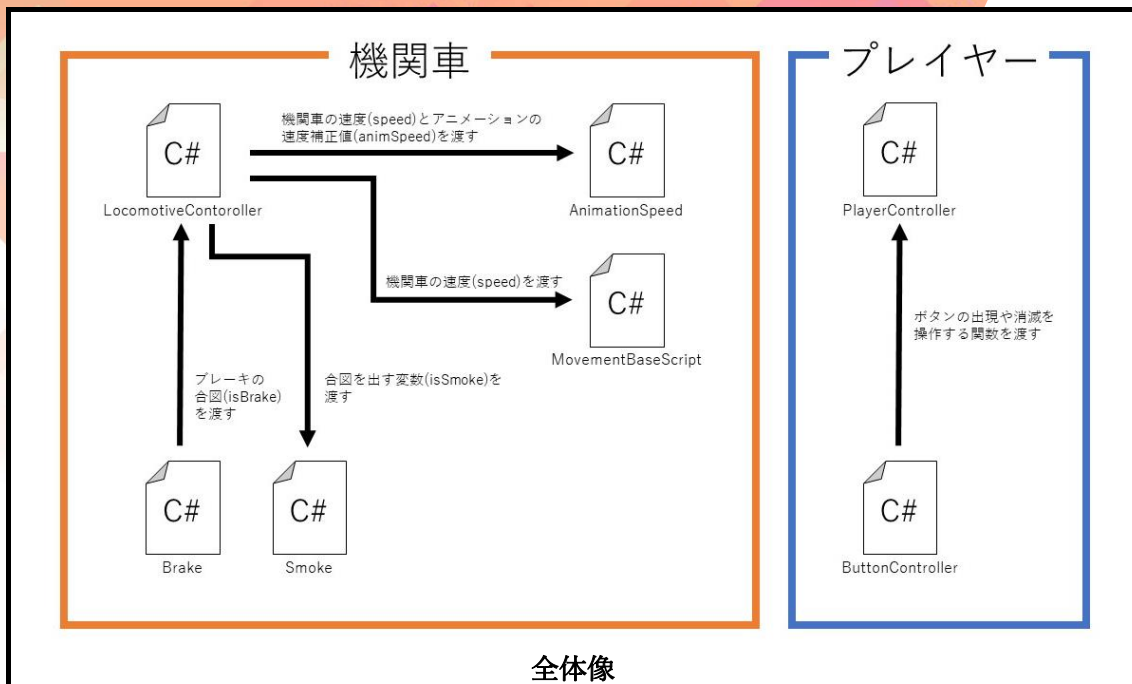 機関車
プレイヤー
C#
LocomotiveContoroller
機関車の速度(speed)とアニメーションの
速度補正値(animSpeed)を渡す
C#
AnimationSpeed
機関車の速度(speed)を渡す
C#
MovementBaseScript
ブレーキの
合図(isBrake)
を渡す
合図を出す変数(isSmoke)を
渡す
C#
Brake
C#
Smoke
C#
PlayerController
ボタンの出現や消滅を
操作する関数を渡す
C#
ButtonController
全体像